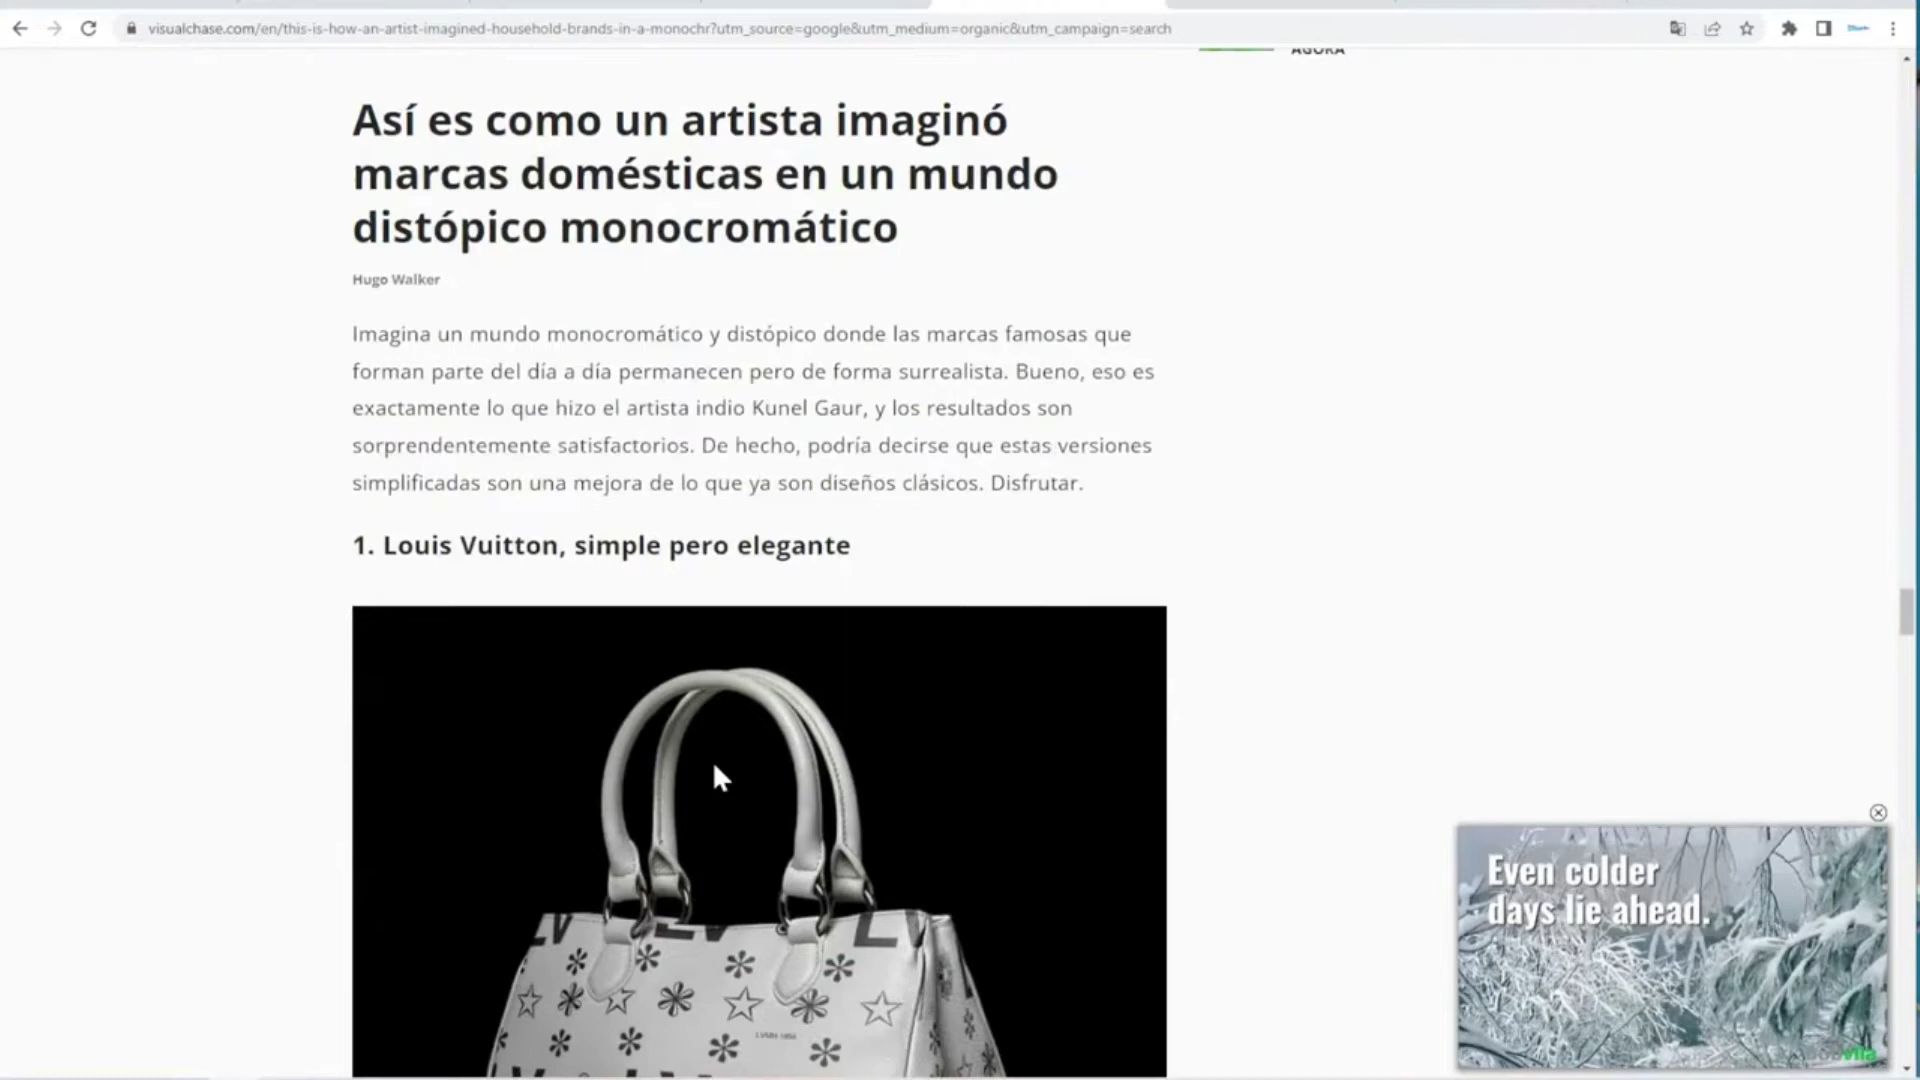 visualchase.com/en/this-is-how-an-artist-imagined-household-brands-in-a-monochr?utm_source=google&utm_medium=organic&utm_campaign=search
AGORA
Así es como un artista imaginó
marcas domésticas en un mundo
distópico monocromático
Hugo Walker
Imagina un mundo monocromático y distópico donde las marcas famosas que
forman parte del día a día permanecen pero de forma surrealista. Bueno, eso es
exactamente lo que hizo el artista indio Kunel Gaur, y los resultados son
sorprendentemente satisfactorios. De hecho, podría decirse que estas versiones
simplificadas son una mejora de lo que ya son diseños clásicos. Disfrutar.
1. Louis Vuitton, simple pero elegante
LV
LV
Even colder
days lie ahead.